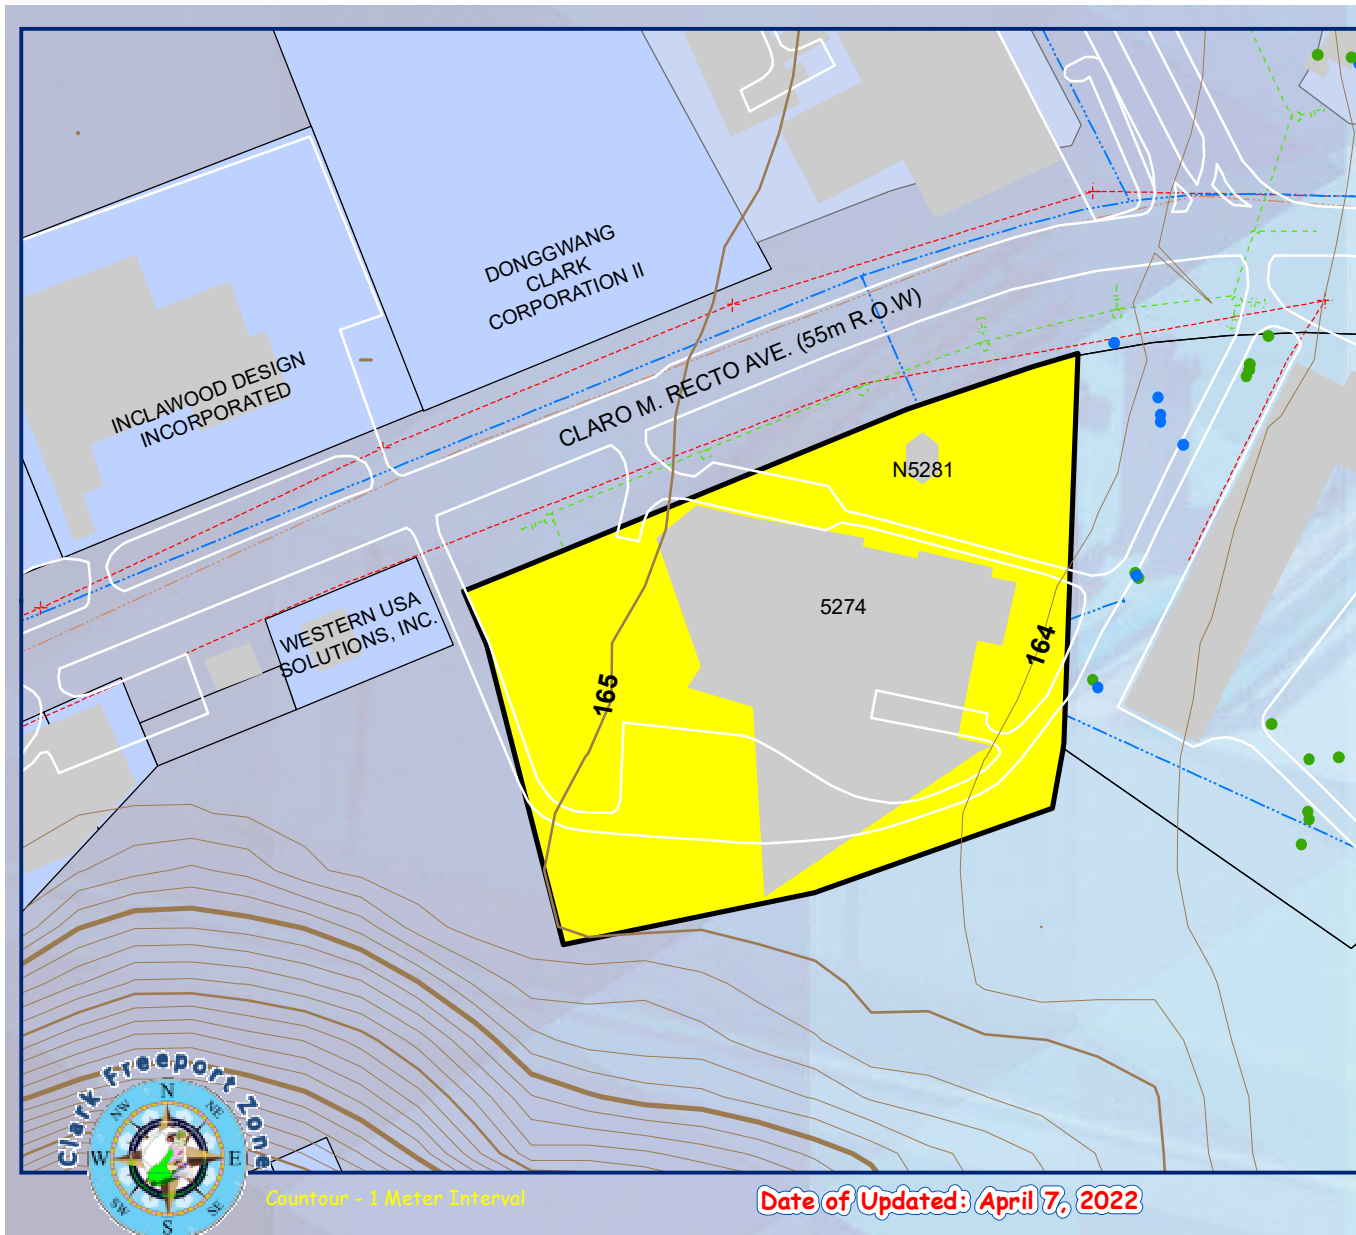 DONGGWANG
CLARK
CORPORATION II
INCLAWOOD DESIGN
INCORPORATED
CLARO M. RECTO AVE. (55m R.O.W)
N5281
5274
WESTERN USA
SOLUTIONS, INC.
165
164
Clark Freeport Zone
N
NW
NE
W
E
SW
SE
S
Countour - 1 Meter Interval
Date of Updated: April 7, 2022